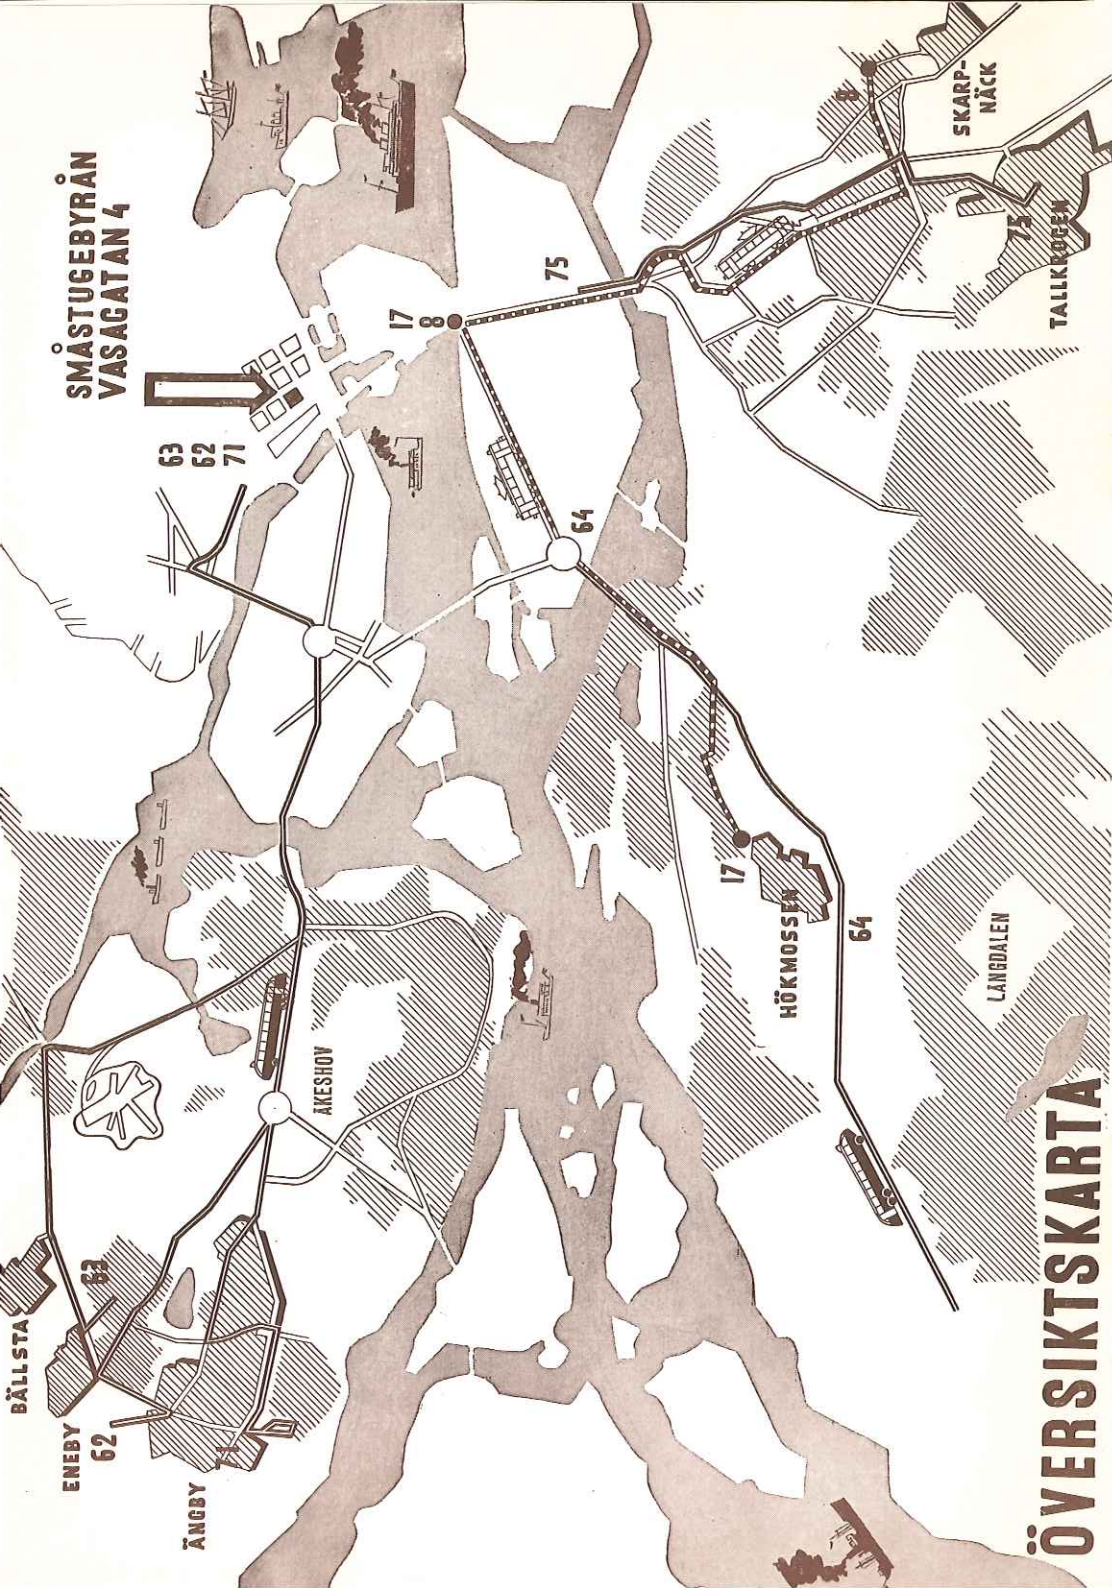 BÄLLSTA
ENEBY
62
63
ÄNGBY
71
ÅKESHOV
SMÅSTUGEBYRÅN
VASAGATAN 4
63
62
71
17
8
75
64
17
HÖKMOSSEN
64
LÅNGDALEN
8
SKARP-
NÄCK
75
TALLKROGEN
ÖVERSIKTSKARTA